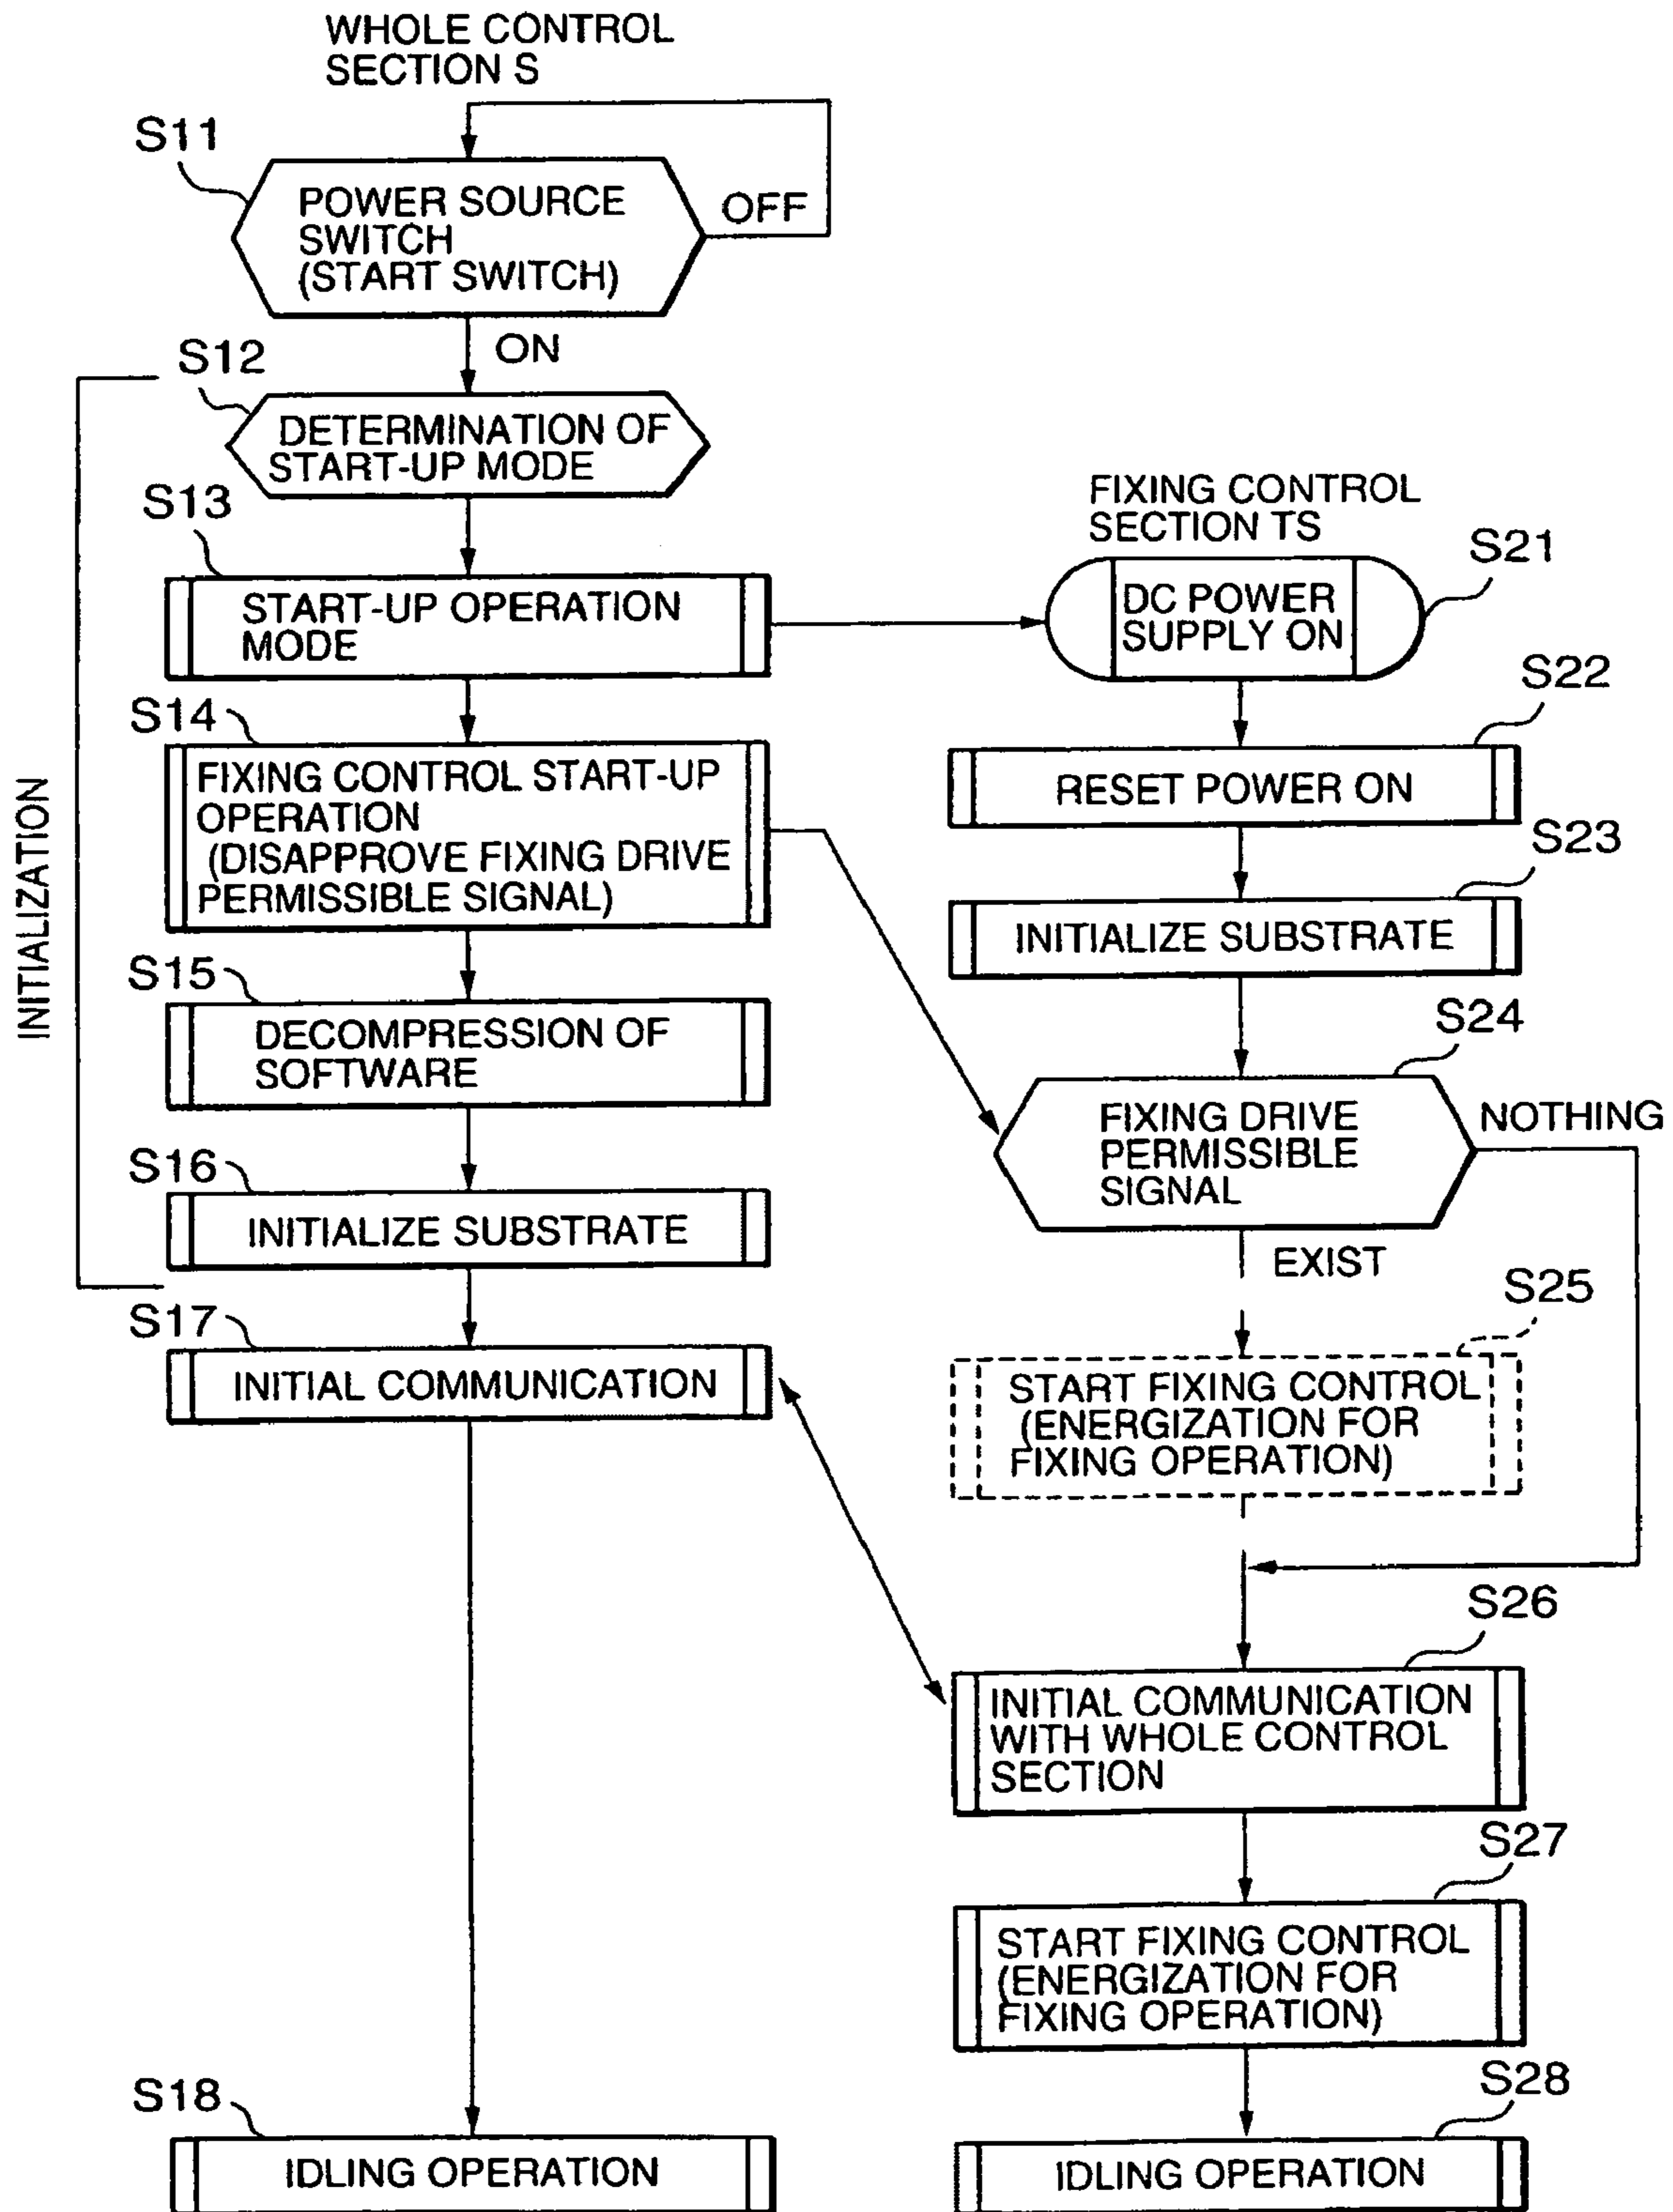 WHOLE CONTROL
SECTION S
S11
POWER SOURCE
SWITCH
(START SWITCH)
OFF
ON
S12
DETERMINATION OF
START-UP MODE
S13
START-UP OPERATION
MODE
S14
FIXING CONTROL START-UP
OPERATION
(DISAPPROVE FIXING DRIVE
PERMISSIBLE SIGNAL)
S15
DECOMPRESSION OF
SOFTWARE
S16
INITIALIZE SUBSTRATE
INITIALIZATION
S17
INITIAL COMMUNICATION
S18
IDLING OPERATION
FIXING CONTROL
SECTION TS
S21
DC POWER
SUPPLY ON
S22
RESET POWER ON
S23
INITIALIZE SUBSTRATE
S24
FIXING DRIVE
PERMISSIBLE
SIGNAL
NOTHING
EXIST
S25
START FIXING CONTROL
(ENERGIZATION FOR
FIXING OPERATION)
S26
INITIAL COMMUNICATION
WITH WHOLE CONTROL
SECTION
S27
START FIXING CONTROL
(ENERGIZATION FOR
FIXING OPERATION)
S28
IDLING OPERATION